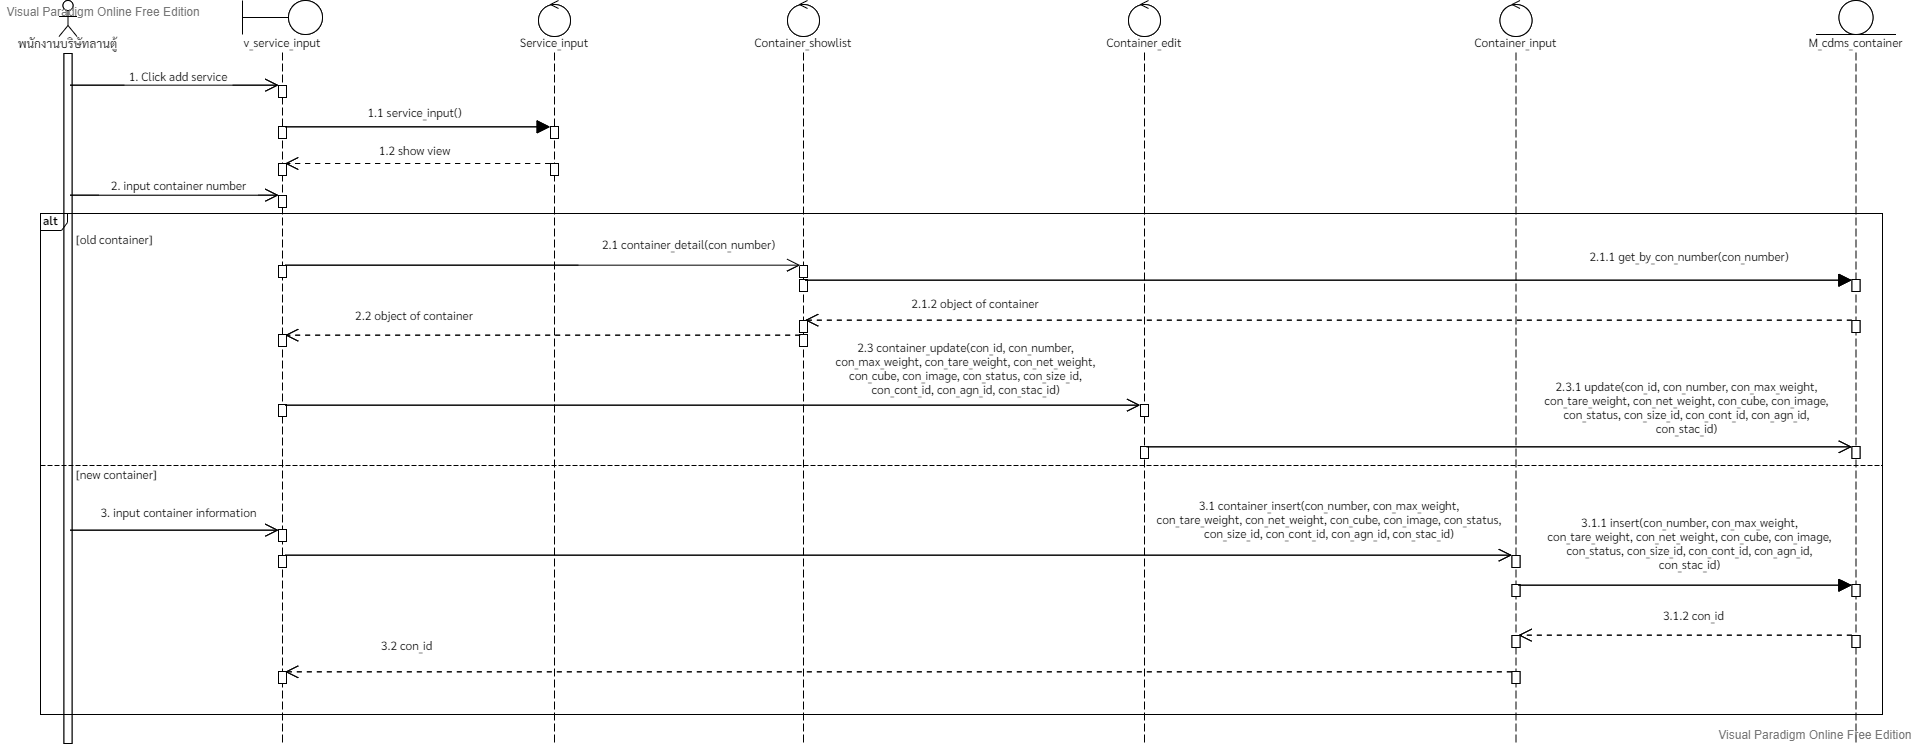 Visual Paradigm Online Free Edition
พนักงานบริษัทลานตู้
v_service_input
Service_input
Container_showlist
Container_edit
Container_input
M_cdms_container
1. Click add service
1.1 service_input()
1.2 show view
2. input container number
alt
[old container]
2.1 container_detail(con_number)
2.1.1 get_by_con_number(con_number)
2.1.2 object of container
2.2 object of container
2.3 container_update(con_id, con_number,
con_max_weight, con_tare_weight, con_net_weight,
con_cube, con_image, con_status, con_size_id,
con_cont_id, con_agn_id, con_stac_id)
2.3.1 update(con_id, con_number, con_max_weight,
con_tare_weight, con_net_weight, con_cube, con_image,
con_status, con_size_id, con_cont_id, con_agn_id,
con_stac_id)
[new container]
3. input container information
3.1 container_insert(con_number, con_max_weight,
con_tare_weight, con_net_weight, con_cube, con_image, con_status,
con_size_id, con_cont_id, con_agn_id, con_stac_id)
3.1.1 insert(con_number, con_max_weight,
con_tare_weight, con_net_weight, con_cube, con_image,
con_status, con_size_id, con_cont_id, con_agn_id,
con_stac_id)
3.1.2 con_id
3.2 con_id
Visual Paradigm Online Free Edition